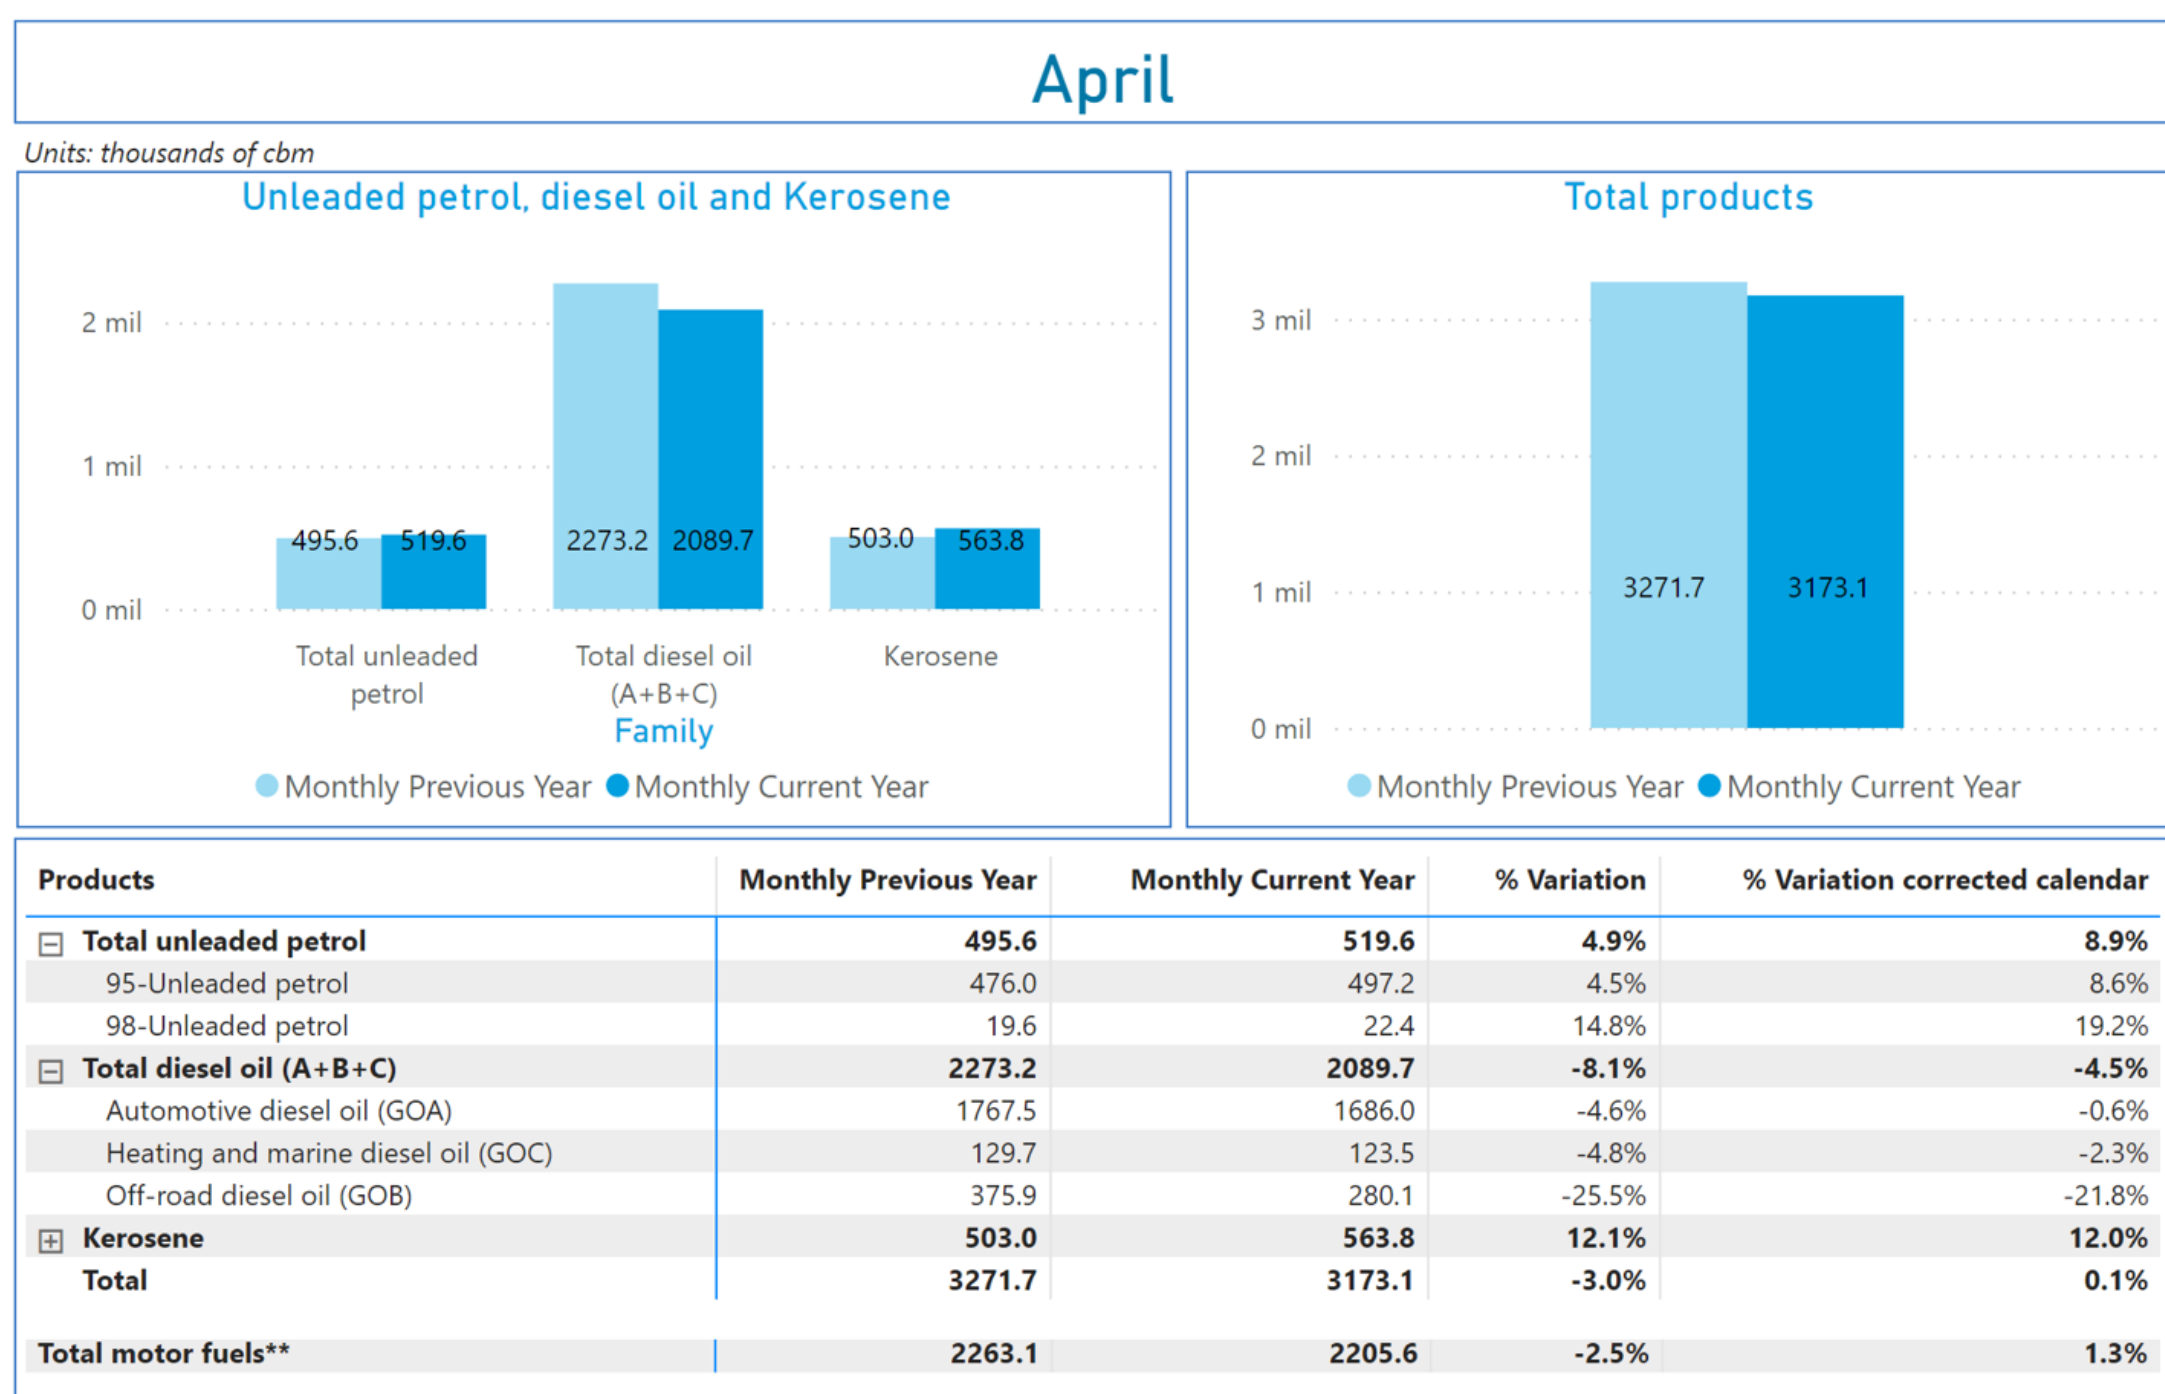 April
Units: thousands of cbm
Unleaded petrol, diesel oil and Kerosene
2 mil
1 mil
0 mil
495.6 519.6 2273.2 2089.7 503.0 563.8
Total unleaded petrol
Total diesel oil (A+B+C)
Kerosene
Family
Monthly Previous Year Monthly Current Year
Total products
3 mil
2 mil
1 mil
0 mil
3271.7 3173.1
Monthly Previous Year Monthly Current Year
Products Monthly Previous Year Monthly Current Year % Variation % Variation corrected calendar
Total unleaded petrol 495.6 519.6 4.9% 8.9%
95-Unleaded petrol 476.0 497.2 4.5% 8.6%
98-Unleaded petrol 19.6 22.4 14.8% 19.2%
Total diesel oil (A+B+C) 2273.2 2089.7 -8.1% -4.5%
Automotive diesel oil (GOA) 1767.5 1686.0 -4.6% -0.6%
Heating and marine diesel oil (GOC) 129.7 123.5 -4.8% -2.3%
Off-road diesel oil (GOB) 375.9 280.1 -25.5% -21.8%
Kerosene 503.0 563.8 12.1% 12.0%
Total 3271.7 3173.1 -3.0% 0.1%
Total motor fuels** 2263.1 2205.6 -2.5% 1.3%